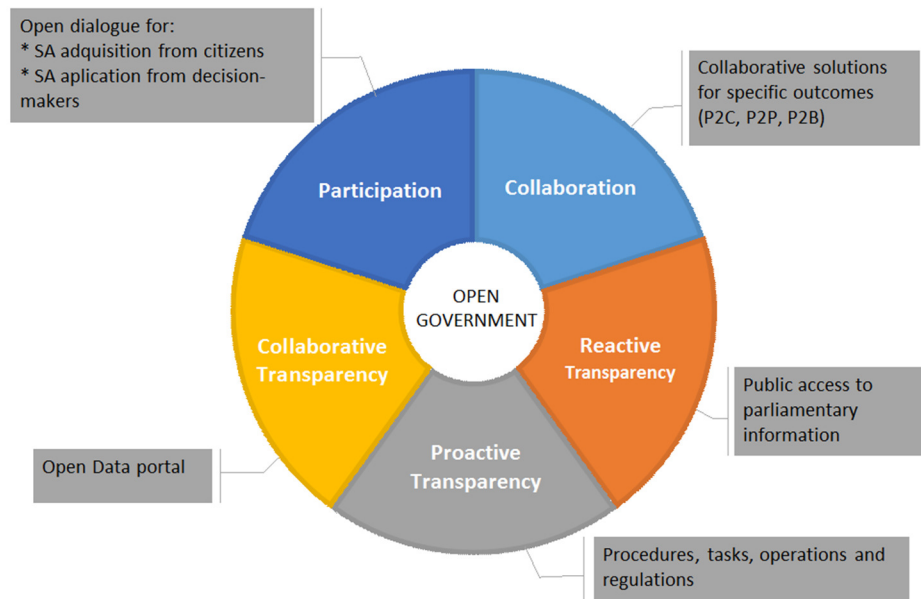 Open dialogue for:
* SA adquisition from citizens
* SA aplication from decision-
makers
Collaborative solutions
for specific outcomes
(P2C, P2P, P2B)
Participation
Collaboration
OPEN
GOVERNMENT
Collaborative
Transparency
Reactive
Transparency
Public access to
parliamentary
information
Proactive
Transparency
Open Data portal
Procedures, tasks, operations and
regulations